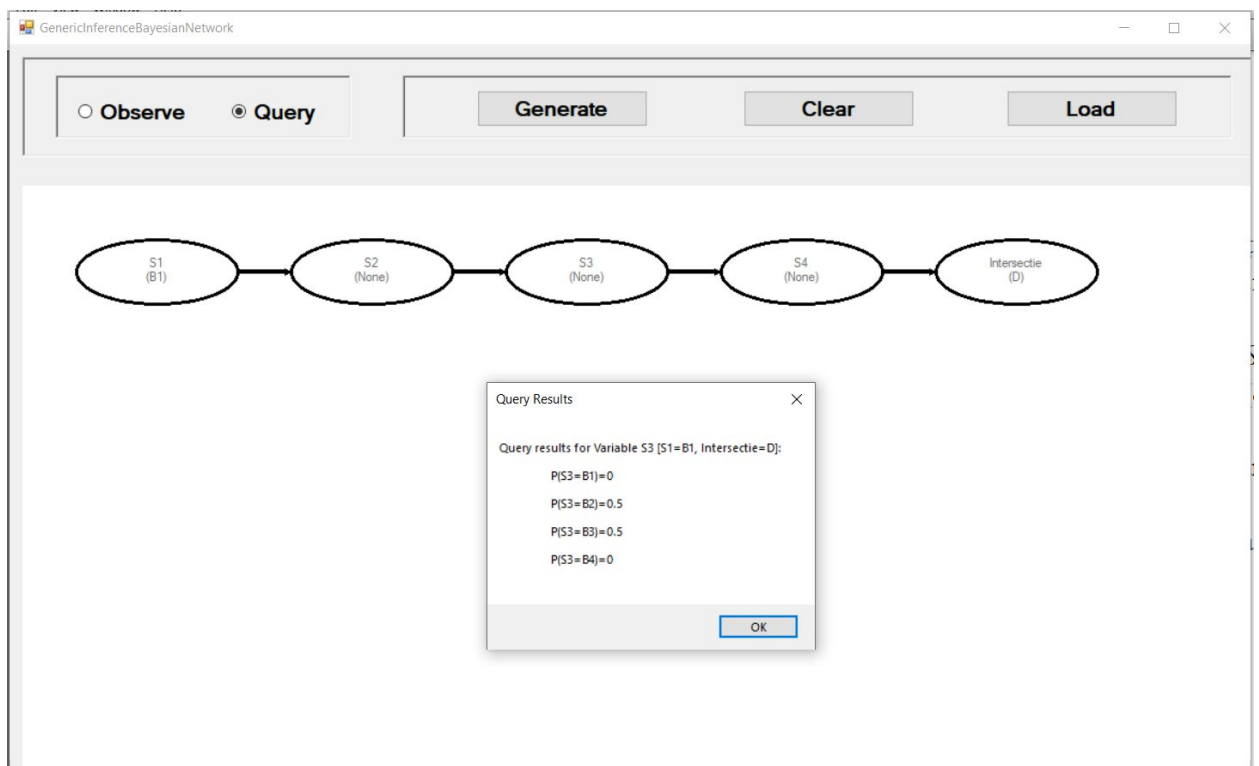 GenericInferenceBayesianNetwork
Observe Query Generate Clear Load
S1 S2 S3 S4 Intersectie
(B1) (None) (None) (None) (D)
Query Results
Query results for Variable S3 [S1=B1, Intersectie=D]:
P(S3=B1)=0
P(S3=B2)=0.5
P(S3=B3)=0.5
P(S3=B4)=0
OK